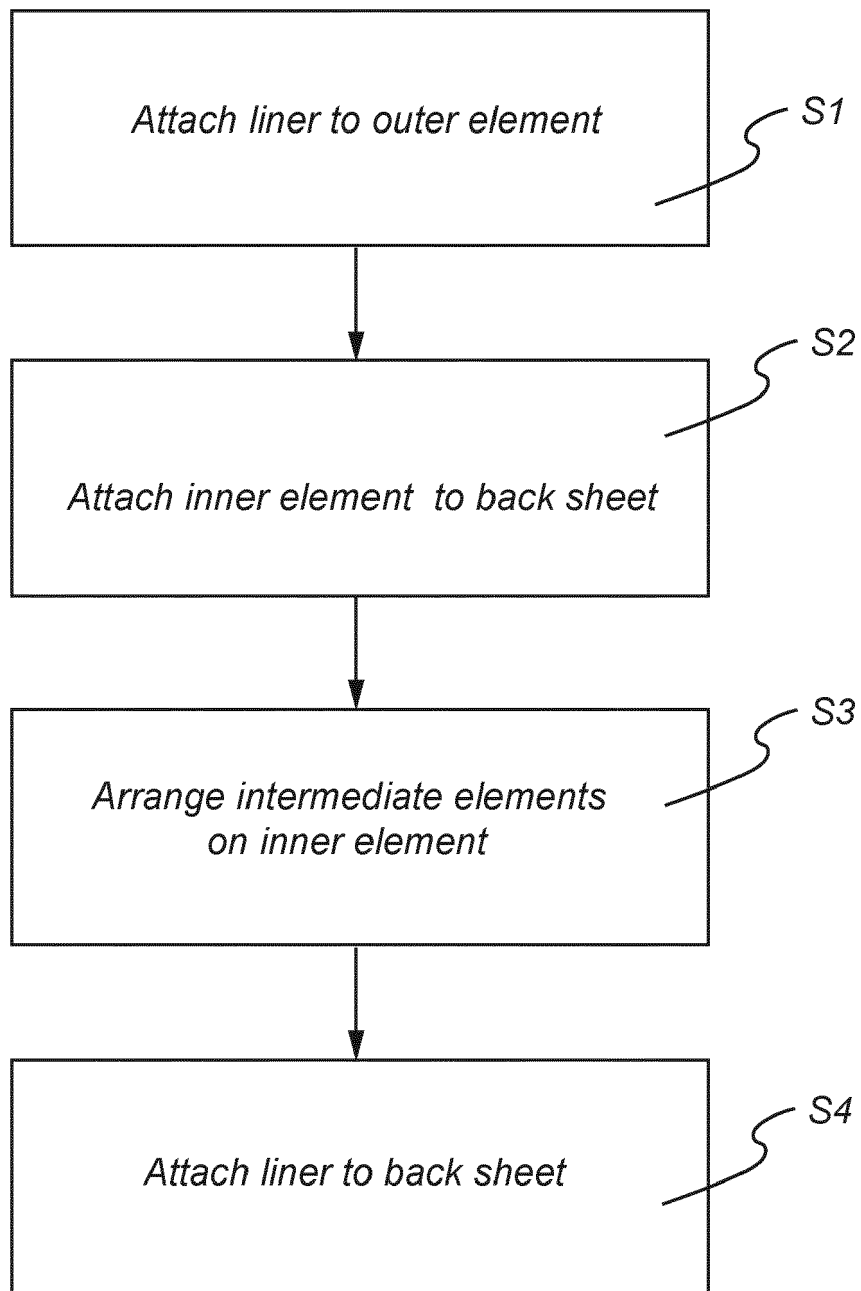 Attach liner to outer element
S1
S2
Attach inner element to back sheet
S3
Arrange intermediate elements
on inner element
S4
Attach liner to back sheet